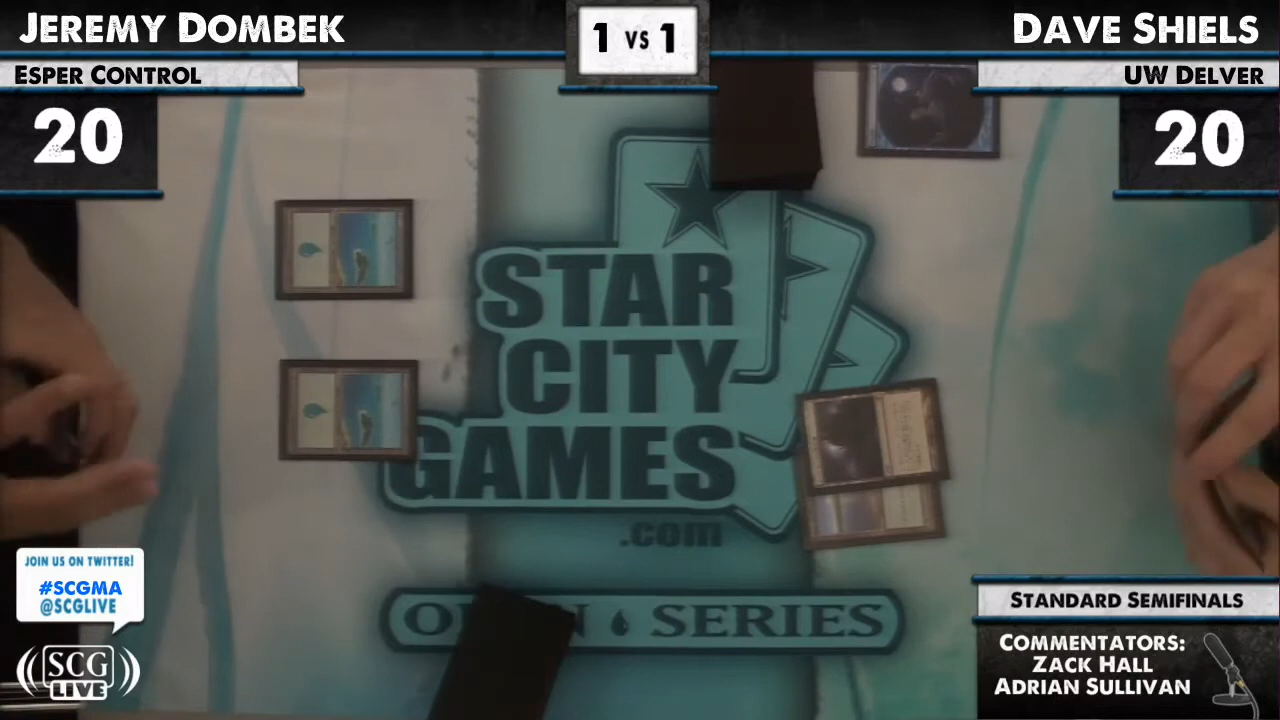 JEREMY DOMBEK
1 VS 1
DAVE SHIELS
ESPER CONTROL
UW DELVER
20
20
STAR
CITY
GAMES
.com
SERIES
JOIN US ON TWITTER!
#SCGMA
@SCGLIVE
SCG
LIVE
STANDARD SEMIFINALS
COMMENTATORS:
ZACK HALL
ADRIAN SULLIVAN